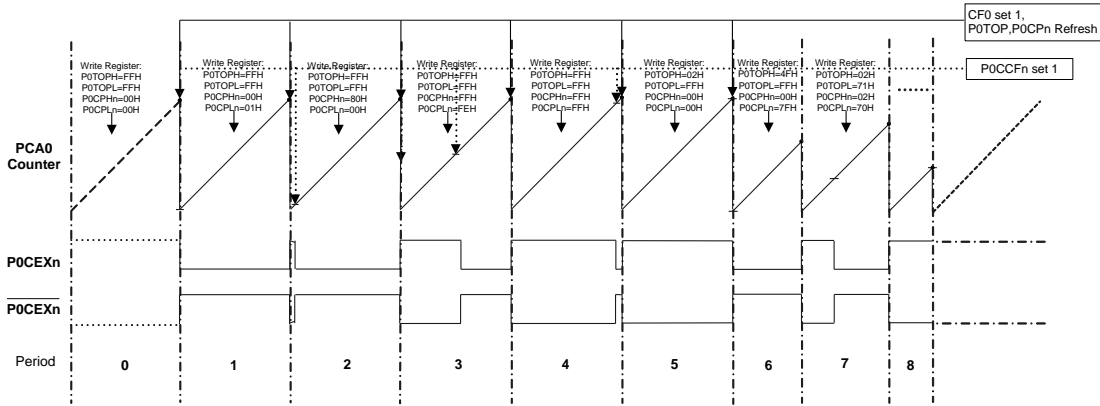 CF0 set 1,
P0TOP,P0CPn Refresh
P0CCFn set 1
Write Register:
P0TOPH=FFH
P0TOPL=FFH
P0CPHn=00H
P0CPLn=00H
Write Register:
P0TOPH=FFH
P0TOPL=FFH
P0CPHn=00H
P0CPLn=01H
Write Register:
P0TOPH=FFH
P0TOPL=FFH
P0CPHn=80H
P0CPLn=00H
Write Register:
P0TOPH=FFH
P0TOPL=FFH
P0CPHn=FFH
P0CPLn=FEH
Write Register:
P0TOPH=FFH
P0TOPL=FFH
P0CPHn=FFH
P0CPLn=FFH
Write Register:
P0TOPH=02H
P0TOPL=FFH
P0CPHn=00H
P0CPLn=00H
Write Register:
P0TOPH=4FH
P0TOPL=FFH
P0CPHn=00H
P0CPLn=7FH
Write Register:
P0TOPH=02H
P0TOPL=71H
P0CPHn=02H
P0CPLn=70H
PCA0
Counter
P0CEXn
P0CEXn
Period 0 1 2 3 4 5 6 7 8